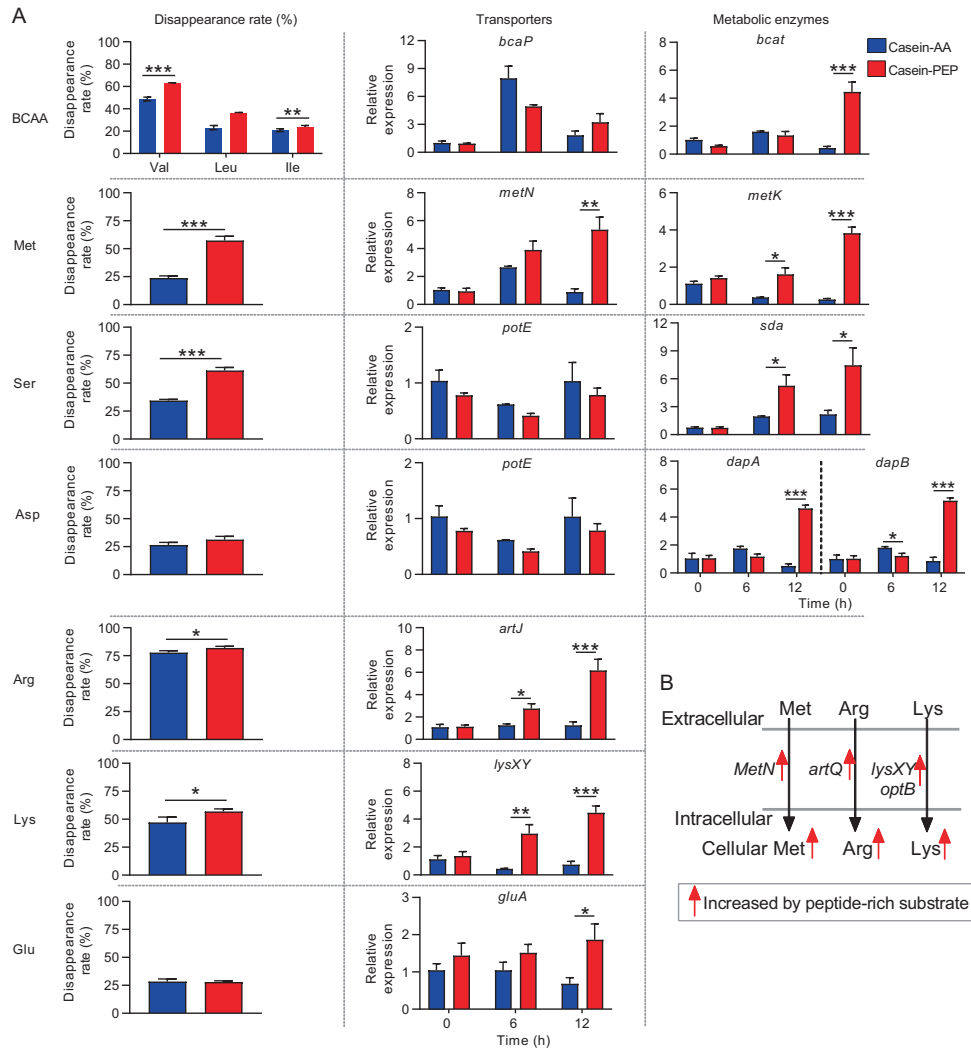 A
Disappearance rate (%)
Transporters
Metabolic enzymes
Casein-AA
Casein-PEP
BCAA
Disappearance
rate (%)
100
80
60
40
20
0
***
**
Val
Leu
Ile
bcaP
Relative
expression
12
9
6
3
0
bcat
8
6
4
2
0
***
Met
Disappearance
rate (%)
100
75
50
25
0
***
metN
Relative
expression
8
6
4
2
0
**
metK
6
4
2
0
*
***
Ser
Disappearance
rate (%)
100
75
50
25
0
***
potE
Relative
expression
2
1
0
sda
12
9
6
3
0
*
*
Asp
Disappearance
rate (%)
100
75
50
25
0
potE
Relative
expression
2
1
0
dapA
dapB
8
6
4
2
0
***
*
***
0
6
12
0
6
12
Time (h)
Arg
Disappearance
rate (%)
100
75
50
25
0
*
artJ
Relative
expression
10
8
6
4
2
0
*
***
Lys
Disappearance
rate (%)
100
75
50
25
0
*
lysXY
Relative
expression
6
4
2
0
**
***
Glu
Disappearance
rate (%)
100
75
50
25
0
gluA
Relative
expression
3
2
1
0
*
0
6
12
Time (h)
B
Met
Arg
Lys
Extracellular
MetN
artQ
lysXY
optB
Intracellular
Cellular Met
Arg
Lys
Increased by peptide-rich substrate